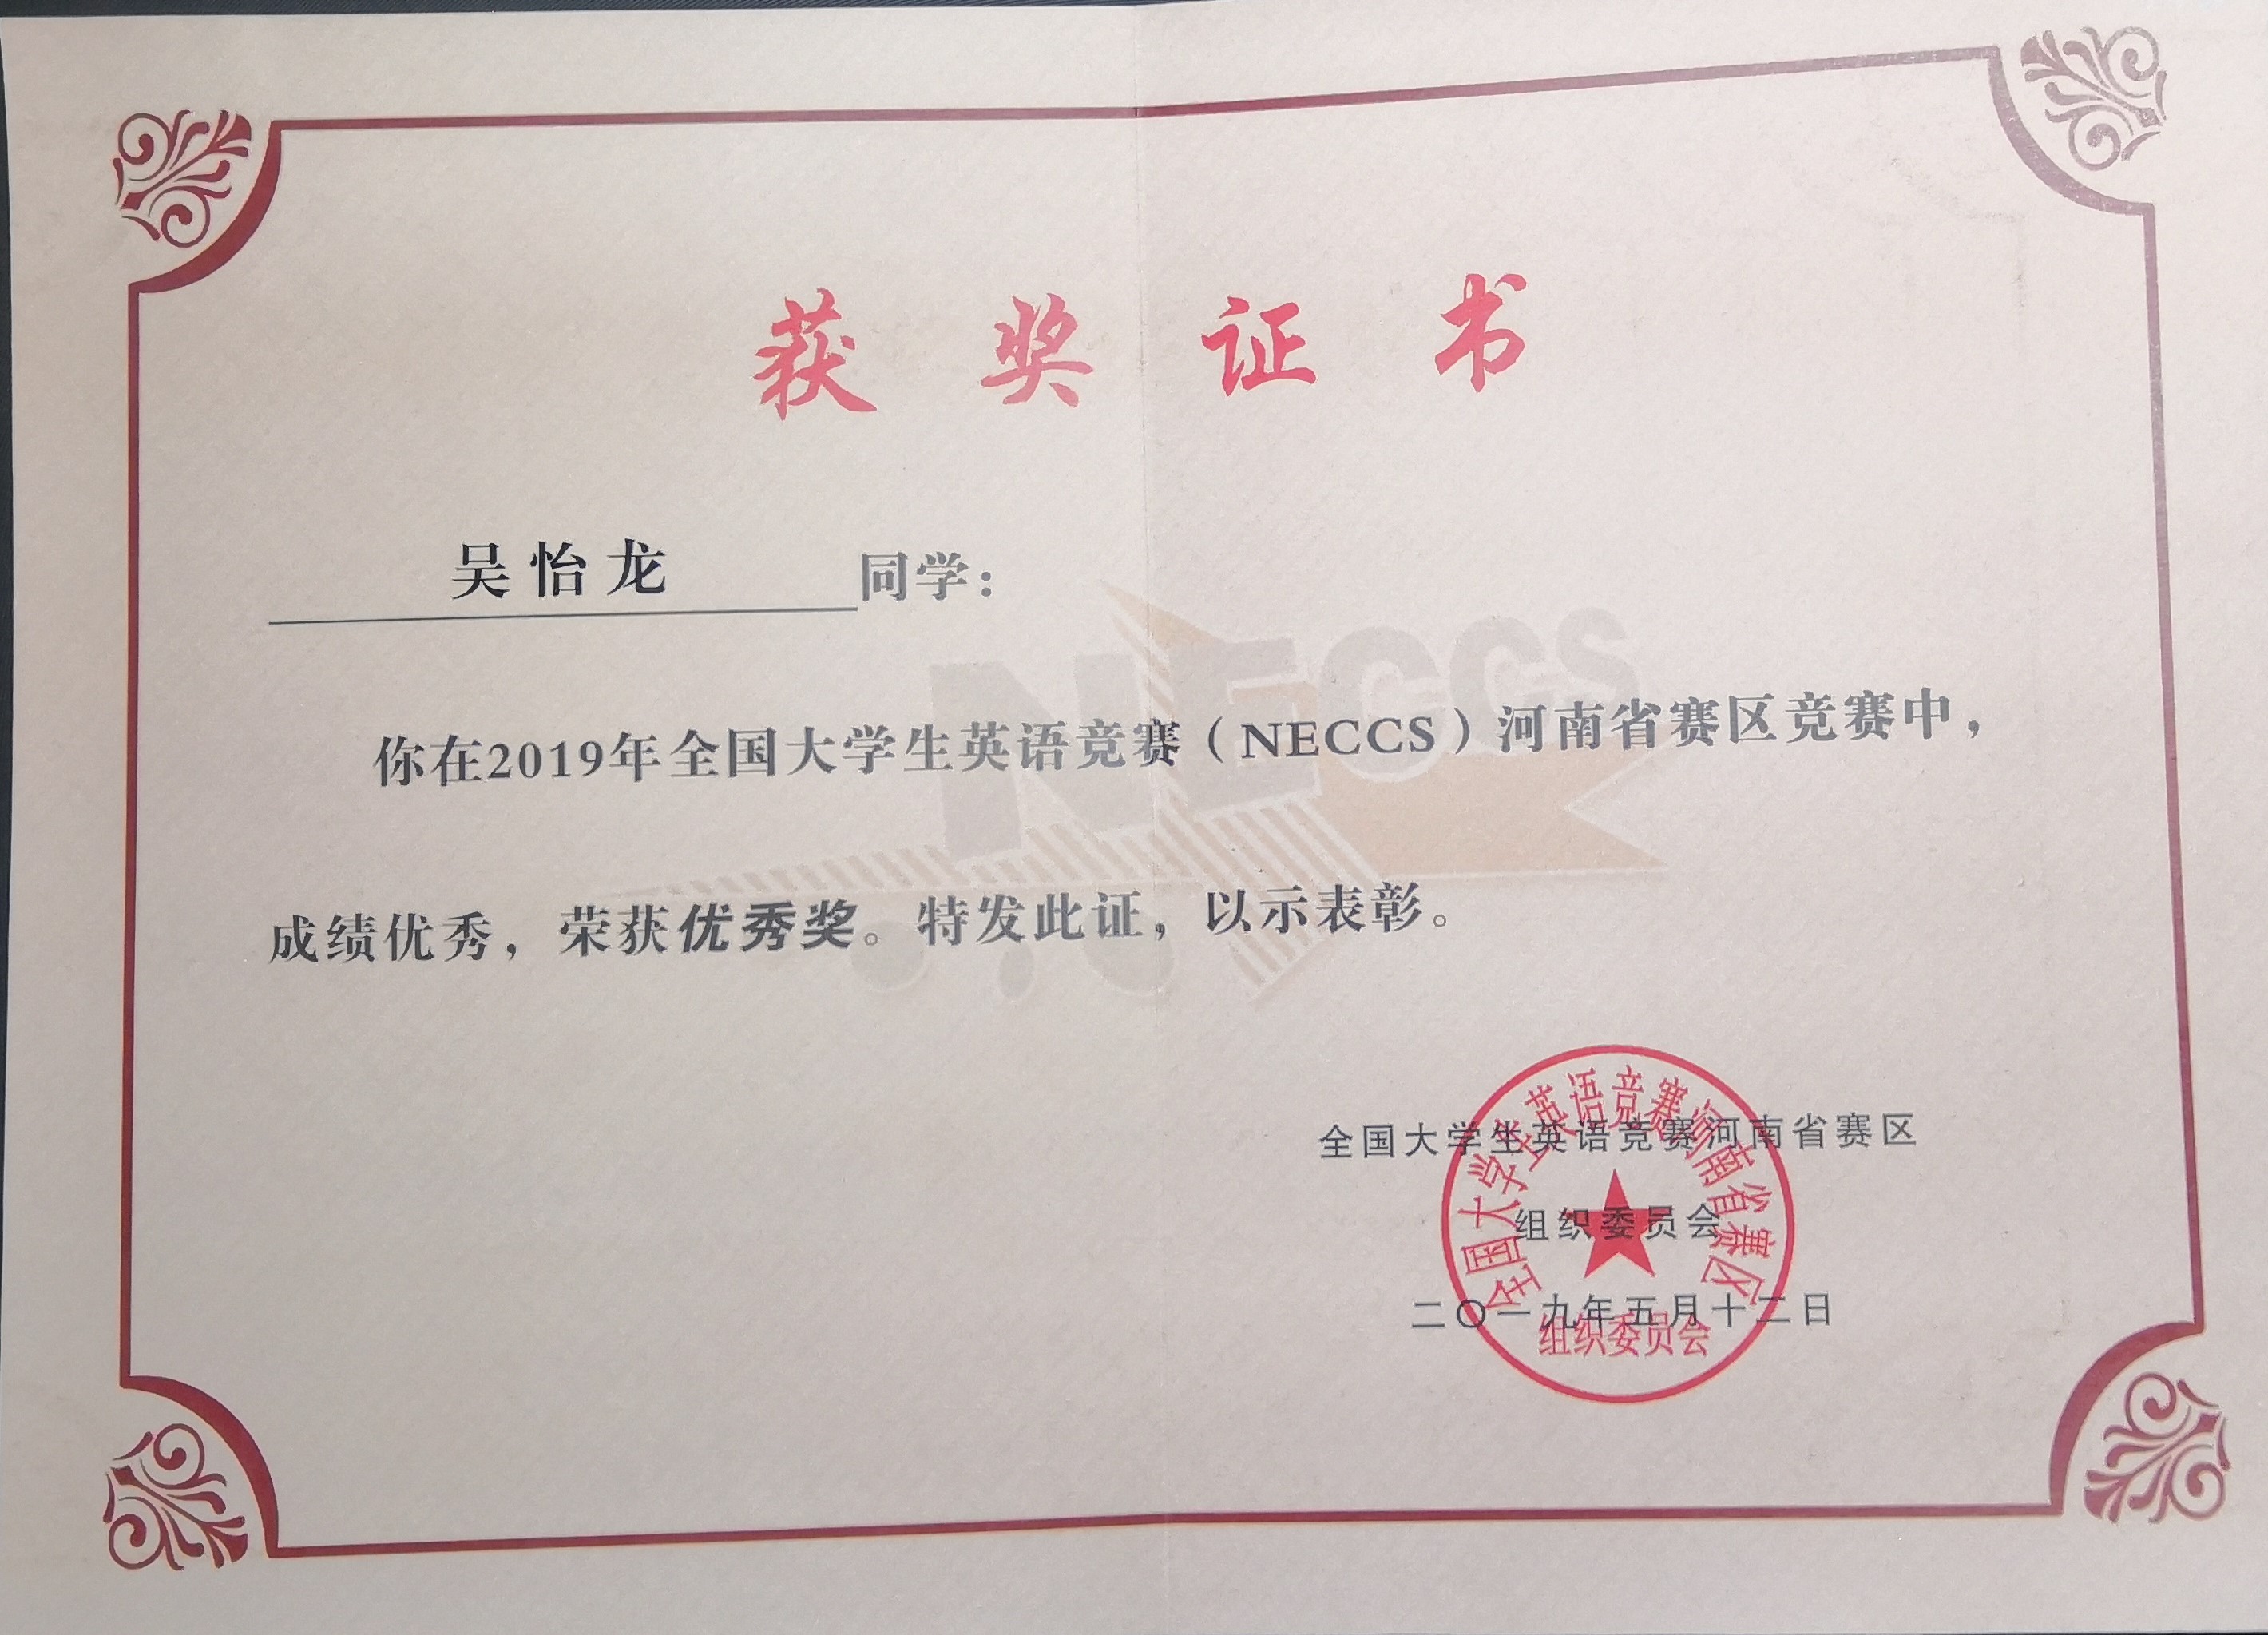 获奖证书
吴怡龙 同学：
NECCS
你在2019年全国大学生英语竞赛（NECCS）河南省赛区竞赛中，
成绩优秀，荣获优秀奖。特发此证，以示表彰。
全国大学生英语竞赛河南省赛区
组织委员会
二〇一九年五月十二日
全国大学生英语竞赛河南省赛区
组织委员会